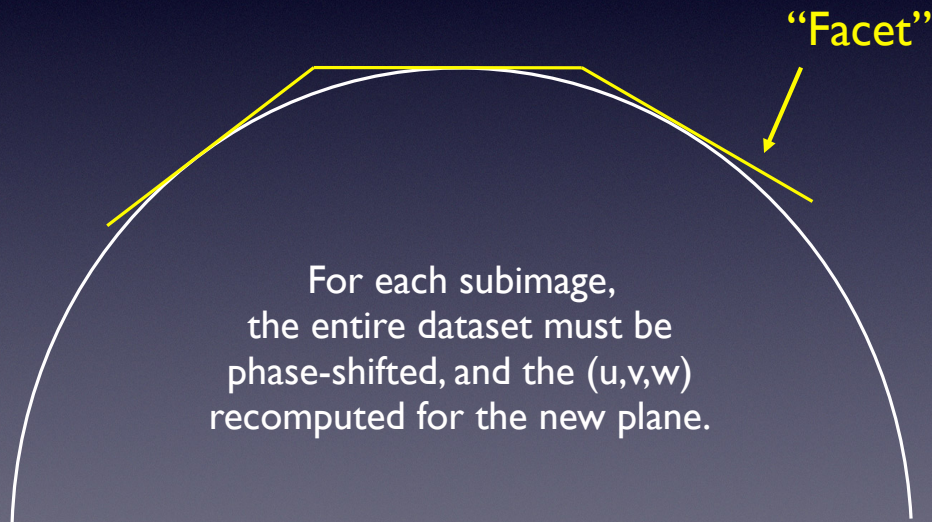 “Facet”
For each subimage,
the entire dataset must be
phase-shifted, and the (u,v,w)
recomputed for the new plane.